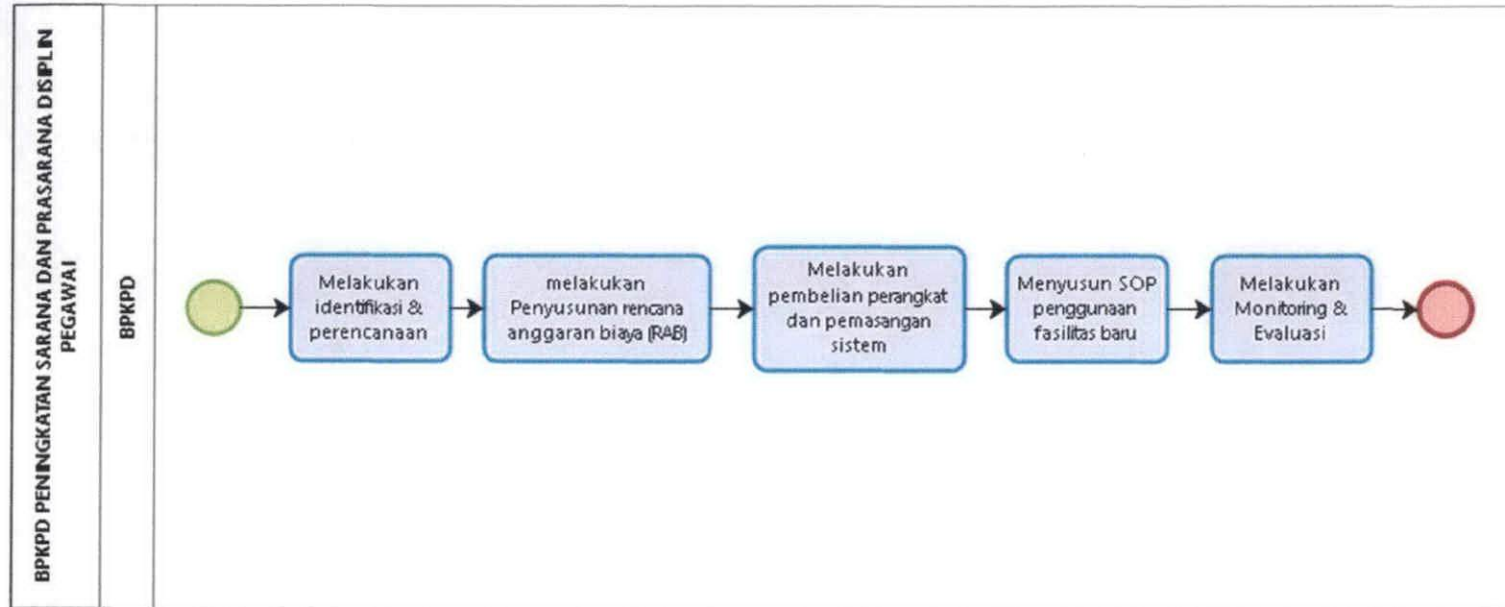 BPKPD PENINGKATAN SARANA DAN PRASARANA DISIPLIN
PEGAWAI
BPKPD
Melakukan
identifikasi &
perencanaan
melakukan
Penyusunan rencana
anggaran biaya (RAB)
Melakukan
pembelian perangkat
dan pemasangan
sistem
Menyusun SOP
penggunaan
fasilitas baru
Melakukan
Monitoring &
Evaluasi